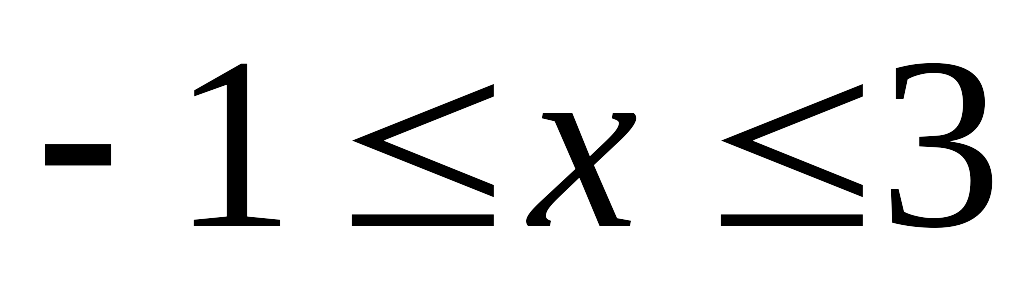 - 1 ≤ x ≤ 3